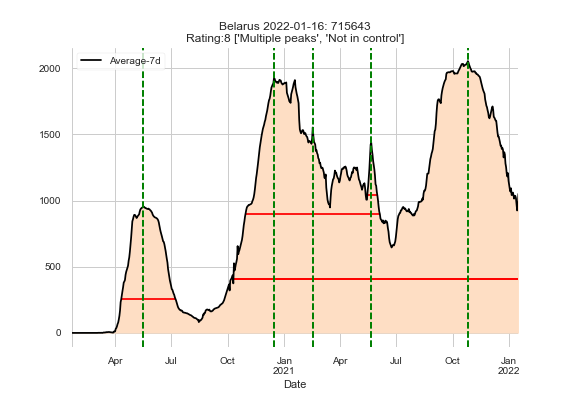 Belarus 2022-01-16: 715643
Rating:8 ['Multiple peaks', 'Not in control']
Average-7d
2000
1500
1000
500
0
Apr Jul Oct Jan Apr Jul Oct Jan
2021 2022
Date